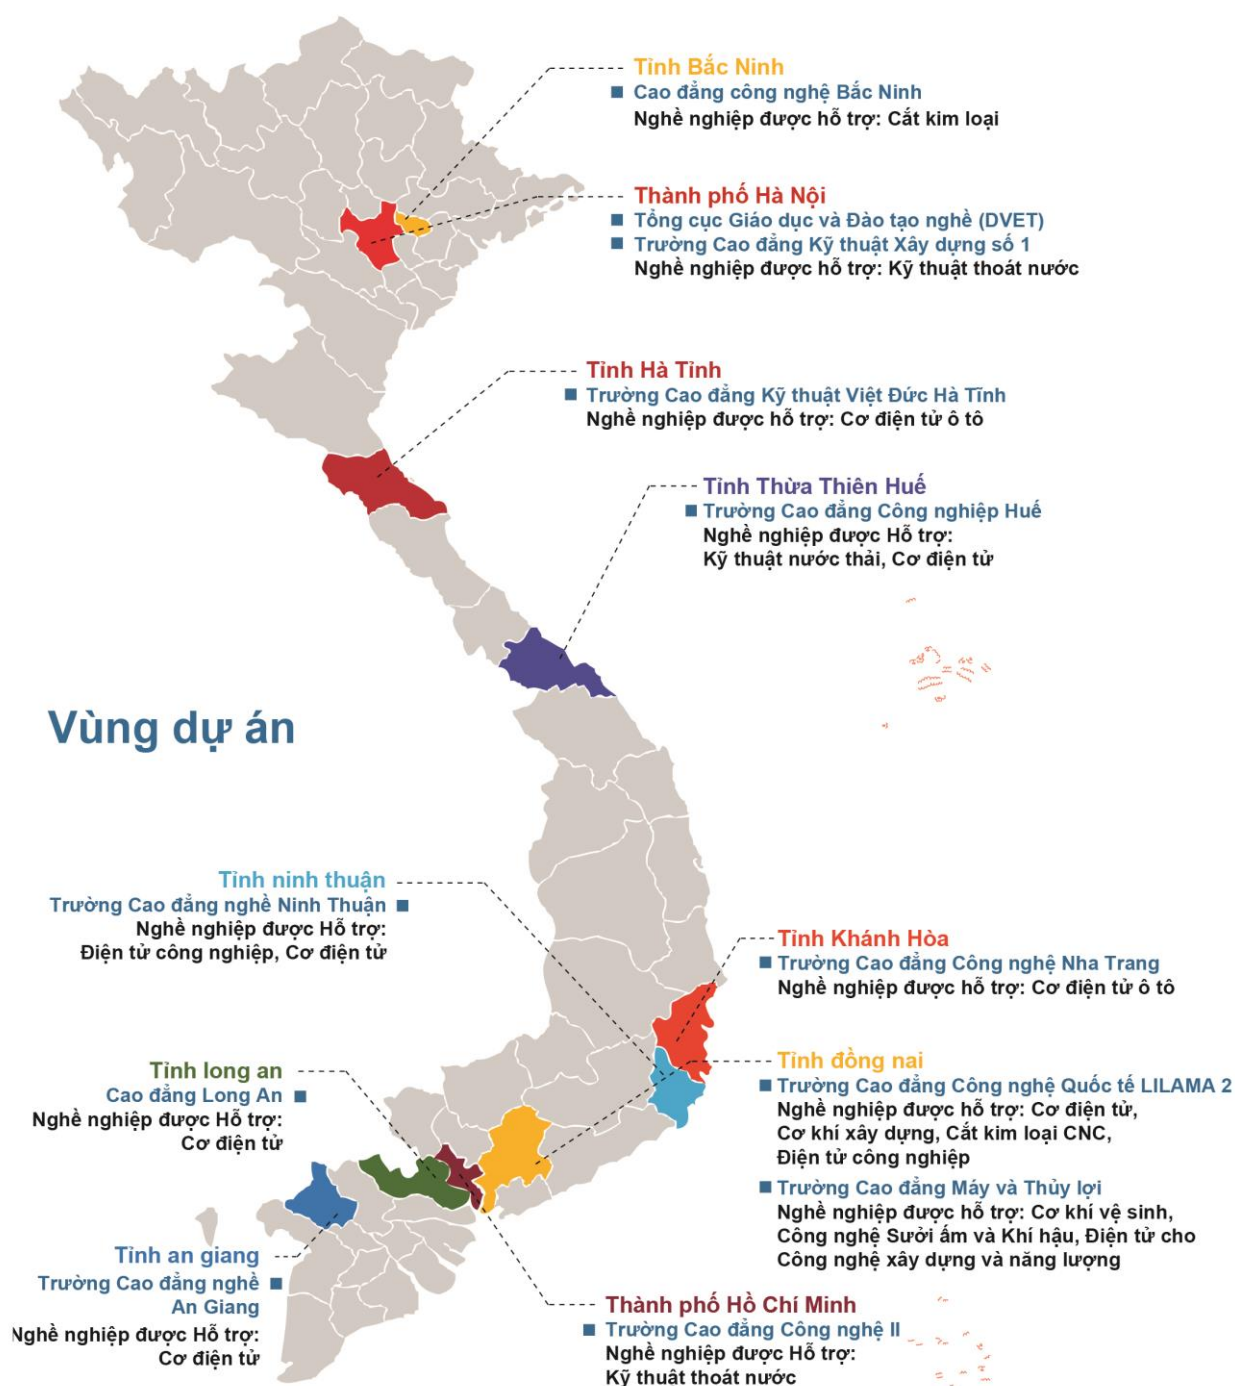 Tỉnh Bắc Ninh
■ Cao đẳng công nghệ Bắc Ninh
Nghề nghiệp được hỗ trợ: Cắt kim loại
Thành phố Hà Nội
■ Tổng cục Giáo dục và Đào tạo nghề (DVET)
■ Trường Cao đẳng Kỹ thuật Xây dựng số 1
Nghề nghiệp được hỗ trợ: Kỹ thuật thoát nước
Tỉnh Hà Tỉnh
■ Trường Cao đẳng Kỹ thuật Việt Đức Hà Tĩnh
Nghề nghiệp được hỗ trợ: Cơ điện tử ô tô
Tỉnh Thừa Thiên Huế
■ Trường Cao đẳng Công nghiệp Huế
Nghề nghiệp được Hỗ trợ:
Kỹ thuật nước thải, Cơ điện tử
Vùng dự án
Tỉnh ninh thuận
Trường Cao đẳng nghề Ninh Thuận ■
Nghề nghiệp được Hỗ trợ:
Điện tử công nghiệp, Cơ điện tử
Tỉnh Khánh Hòa
■ Trường Cao đẳng Công nghệ Nha Trang
Nghề nghiệp được hỗ trợ: Cơ điện tử ô tô
Tỉnh long an
Cao đẳng Long An ■
Nghề nghiệp được Hỗ trợ:
Cơ điện tử
Tỉnh đồng nai
■ Trường Cao đẳng Công nghệ Quốc tế LILAMA 2
Nghề nghiệp được hỗ trợ: Cơ điện tử,
Cơ khí xây dựng, Cắt kim loại CNC,
Điện tử công nghiệp
■ Trường Cao đẳng Máy và Thủy lợi
Nghề nghiệp được hỗ trợ: Cơ khí vệ sinh,
Công nghệ Sưởi ấm và Khí hậu, Điện tử cho
Công nghệ xây dựng và năng lượng
Tỉnh an giang
Trường Cao đẳng nghề ■
An Giang
Nghề nghiệp được Hỗ trợ:
Cơ điện tử
Thành phố Hồ Chí Minh
■ Trường Cao đẳng Công nghệ II
Nghề nghiệp được Hỗ trợ:
Kỹ thuật thoát nước